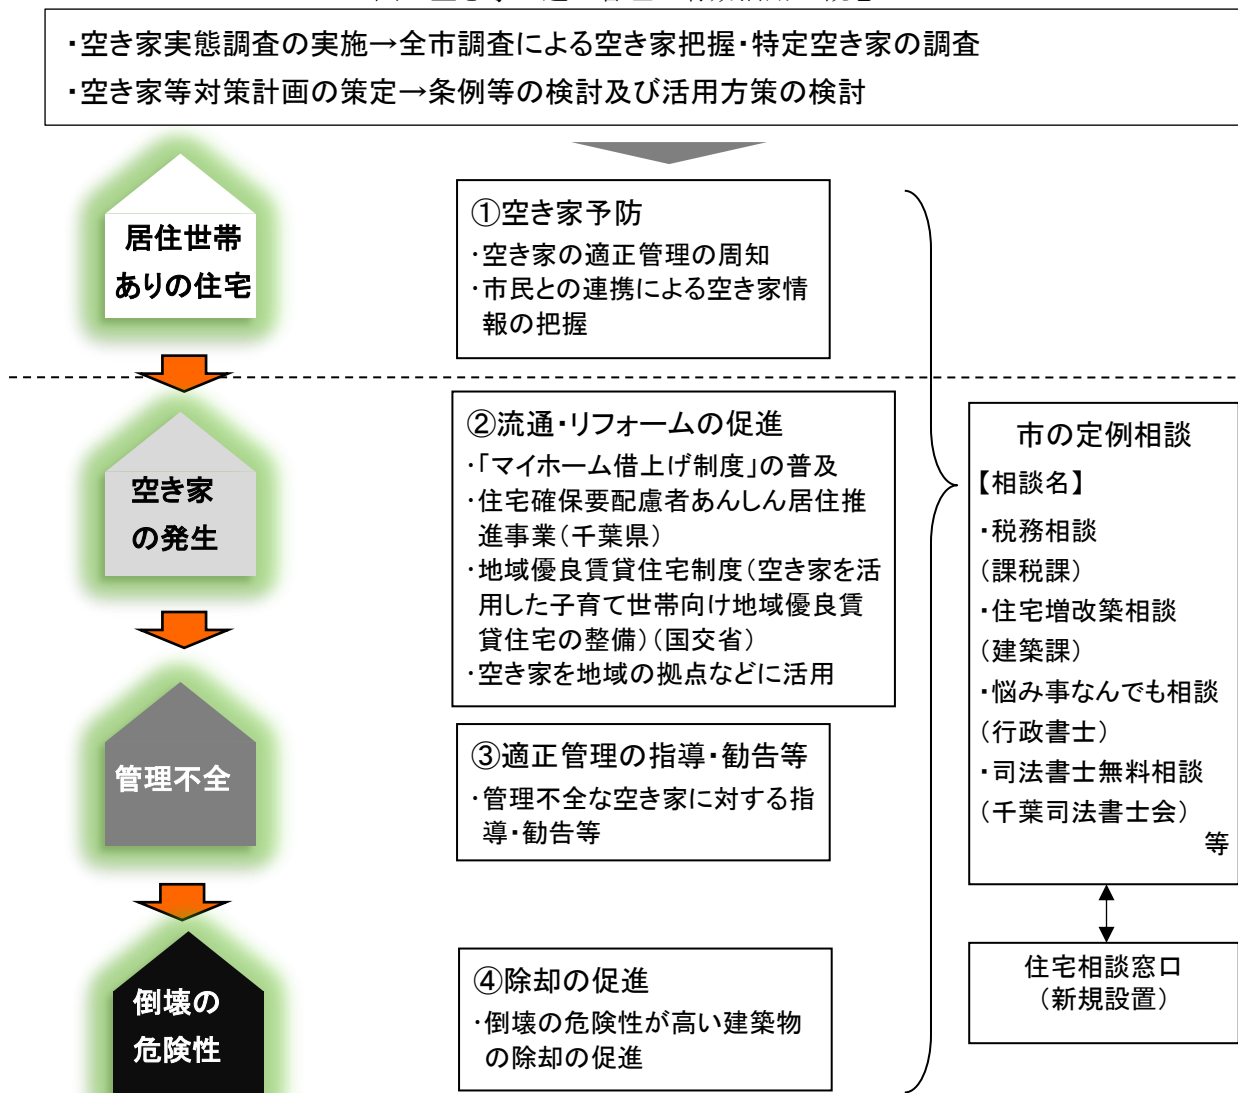 ・空き家実態調査の実施→全市調査による空き家把握・特定空き家の調査
・空き家等対策計画の策定→条例等の検討及び活用方策の検討
居住世帯
ありの住宅
①空き家予防
・空き家の適正管理の周知
・市民との連携による空き家情
報の把握
空き家
の発生
②流通・リフォームの促進
・「マイホーム借上げ制度」の普及
・住宅確保要配慮者あんしん居住推
進事業（千葉県）
・地域優良賃貸住宅制度（空き家を活
用した子育て世帯向け地域優良賃
貸住宅の整備）（国交省）
・空き家を地域の拠点などに活用
管理不全
③適正管理の指導・勧告等
・管理不全な空き家に対する指
導・勧告等
倒壊の
危険性
④除却の促進
・倒壊の危険性が高い建築物
の除却の促進
市の定例相談
【相談名】
・税務相談
（課税課）
・住宅増改築相談
（建築課）
・悩み事なんでも相談
（行政書士）
・司法書士無料相談
（千葉司法書士会）
等
住宅相談窓口
（新規設置）